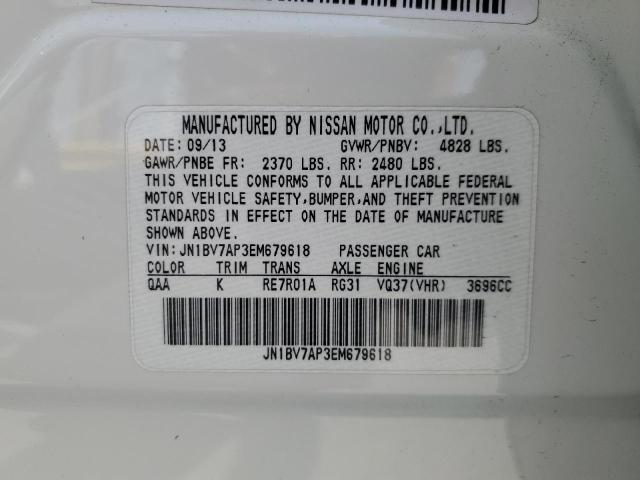 MANUFACTURED BY NISSAN MOTOR CO.,LTD.
DATE: 09/13 GVWR/PNBV: 4828 LBS.
GAWR/PNBE FR: 2370 LBS. RR: 2480 LBS.
THIS VEHICLE CONFORMS TO ALL APPLICABLE FEDERAL
MOTOR VEHICLE SAFETY,BUMPER,AND THEFT PREVENTION
STANDARDS IN EFFECT ON THE DATE OF MANUFACTURE
SHOWN ABOVE.
VIN:JN1BV7AP3EM679618 PASSENGER CAR
COLOR TRIM TRANS AXLE ENGINE
QAA K RE7R01A RG31 VQ37(VHR) 3696CC
JN1BV7AP3EM679618